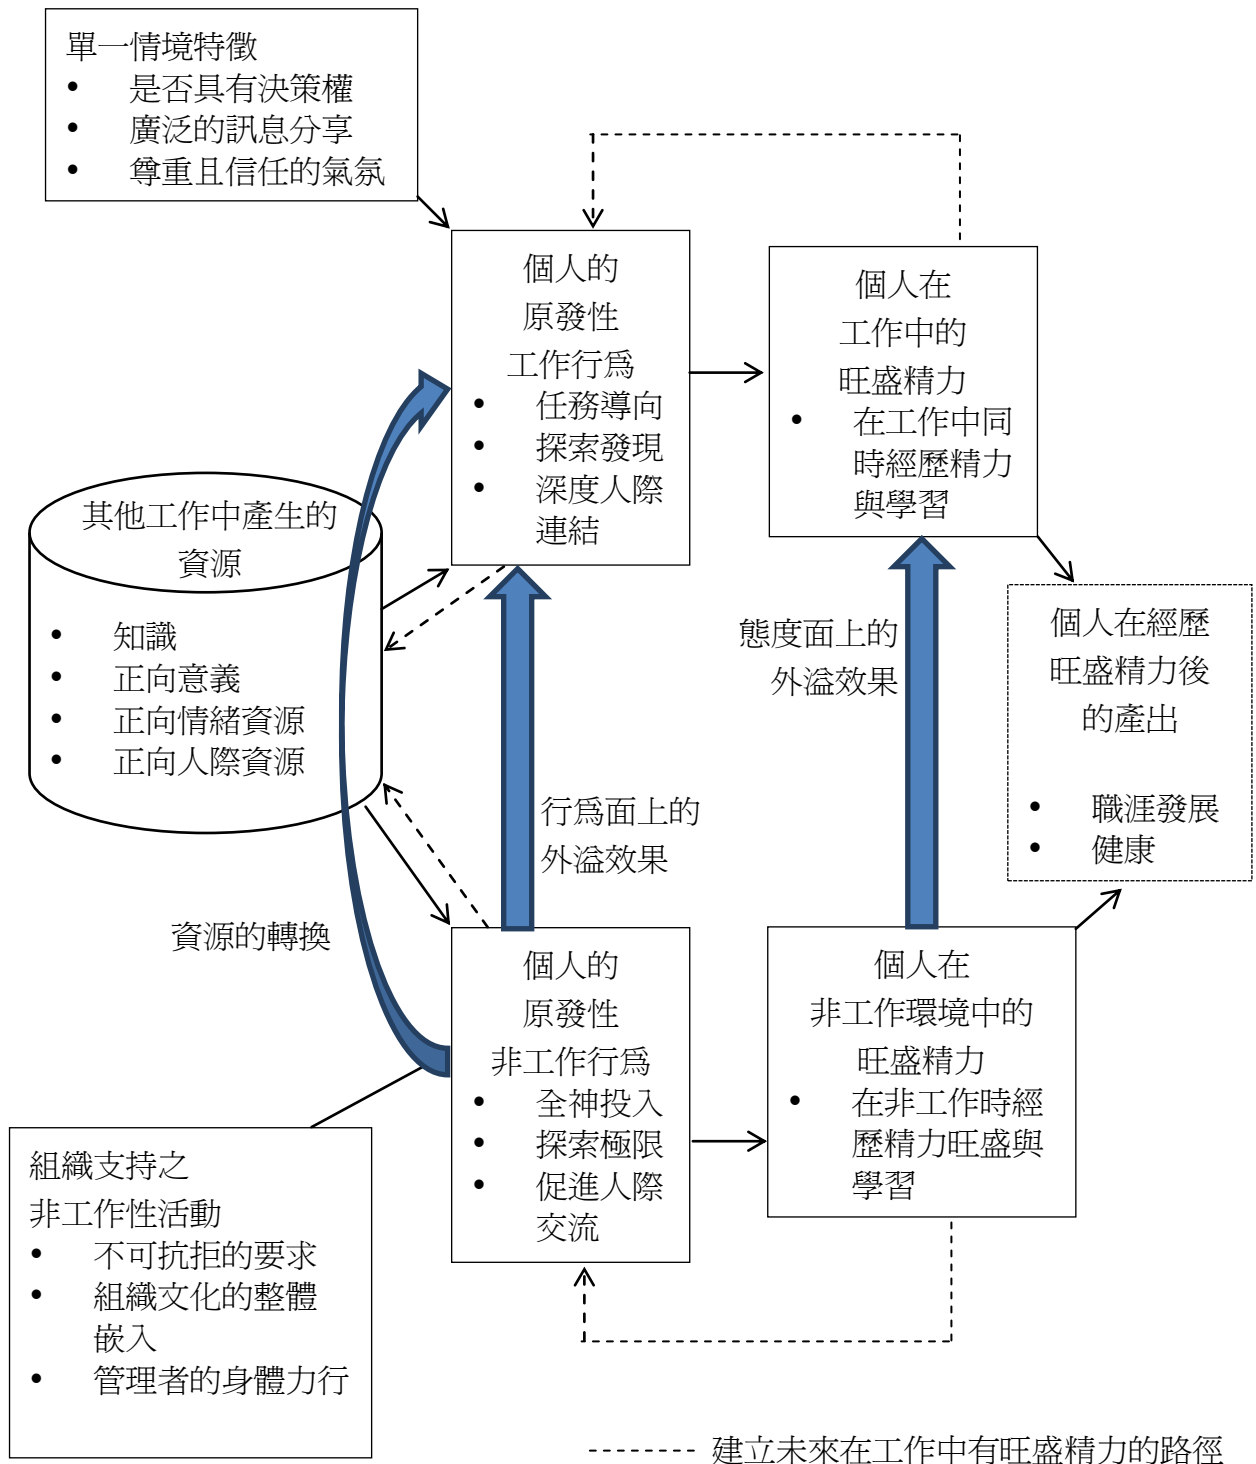 單一情境特徵
• 是否具有決策權
• 廣泛的訊息分享
• 尊重且信任的氣氛
個人的
原發性
工作行為
• 任務導向
• 探索發現
• 深度人際
連結
個人在
工作中的
旺盛精力
• 在工作中同
時經歷精力
與學習
其他工作中產生的
資源
• 知識
• 正向意義
• 正向情緒資源
• 正向人際資源
態度面上的
外溢效果
個人在經歷
旺盛精力後
的產出
• 職涯發展
• 健康
行為面上的
外溢效果
資源的轉換
個人的
原發性
非工作行為
• 全神投入
• 探索極限
• 促進人際
交流
個人在
非工作環境中的
旺盛精力
• 在非工作時經
歷精力旺盛與
學習
組織支持之
非工作性活動
• 不可抗拒的要求
• 組織文化的整體
嵌入
• 管理者的身體力行
建立未來在工作中有旺盛精力的路徑